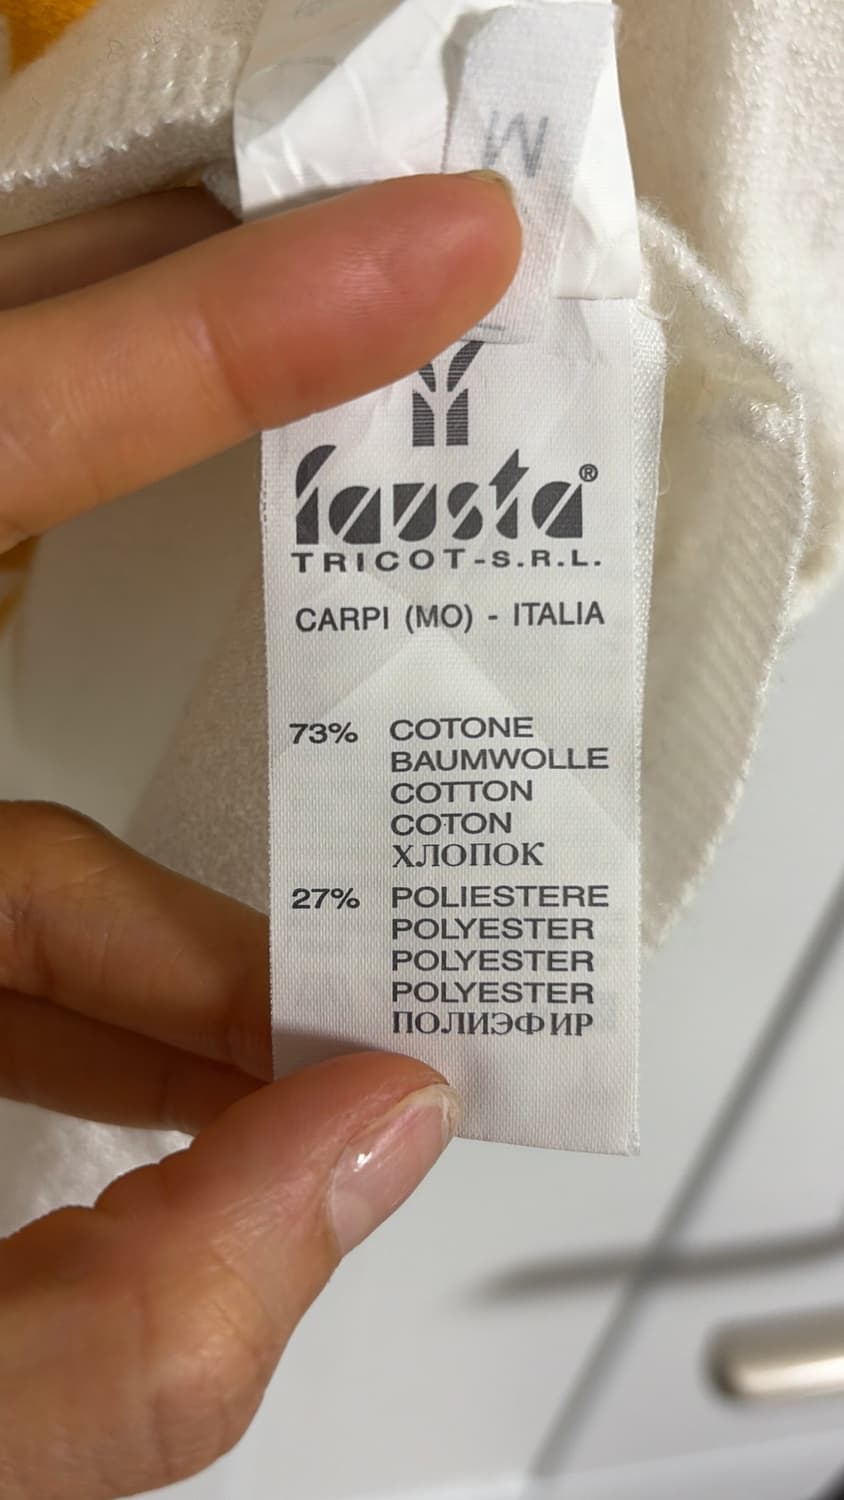 M
fausta®
TRICOT-S.R.L.
CARPI (MO) - ITALIA
73% COTONE
BAUMWOLLE
COTTON
COTON
ХЛОПОК
27% POLIESTERE
POLYESTER
POLYESTER
POLYESTER
ПОЛИЭФИР